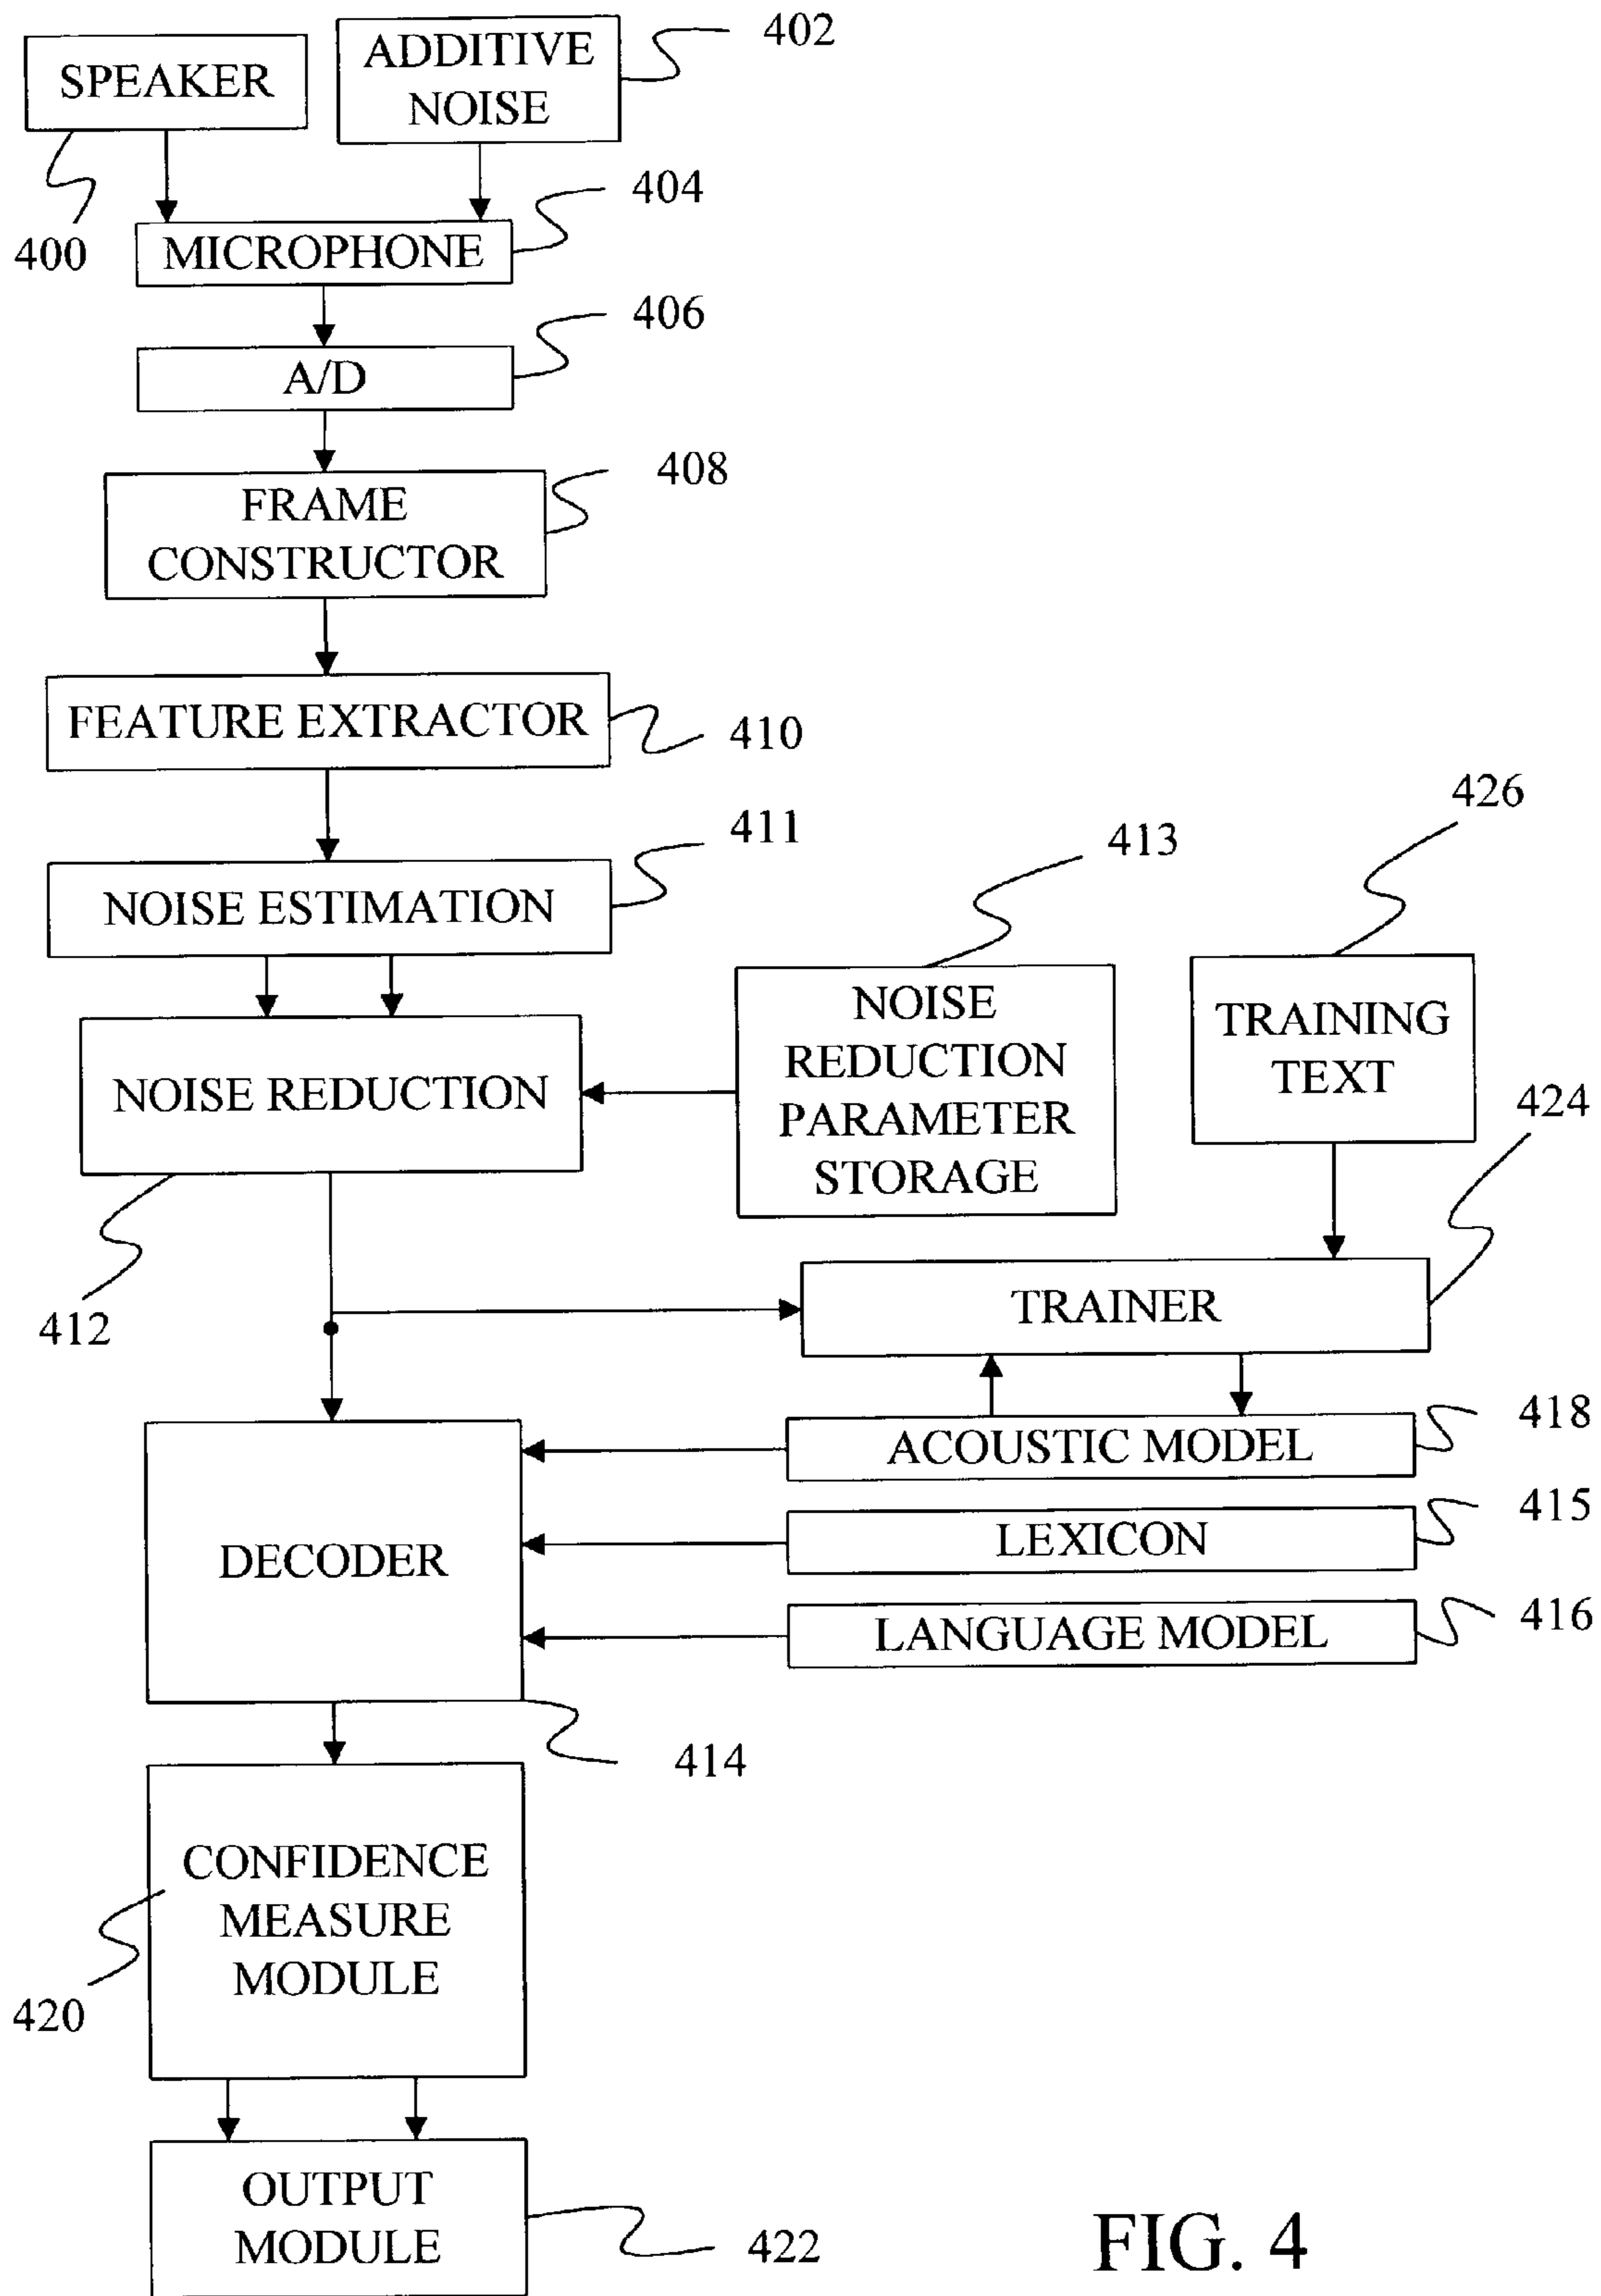 402
ADDITIVE
NOISE
SPEAKER
404
400
MICROPHONE
406
A/D
408
FRAME
CONSTRUCTOR
FEATURE EXTRACTOR
410
426
411
413
NOISE ESTIMATION
NOISE
REDUCTION
PARAMETER
STORAGE
TRAINING
TEXT
NOISE REDUCTION
424
412
TRAINER
418
ACOUSTIC MODEL
415
LEXICON
DECODER
416
LANGUAGE MODEL
414
CONFIDENCE
MEASURE
MODULE
420
OUTPUT
MODULE
422
FIG. 4